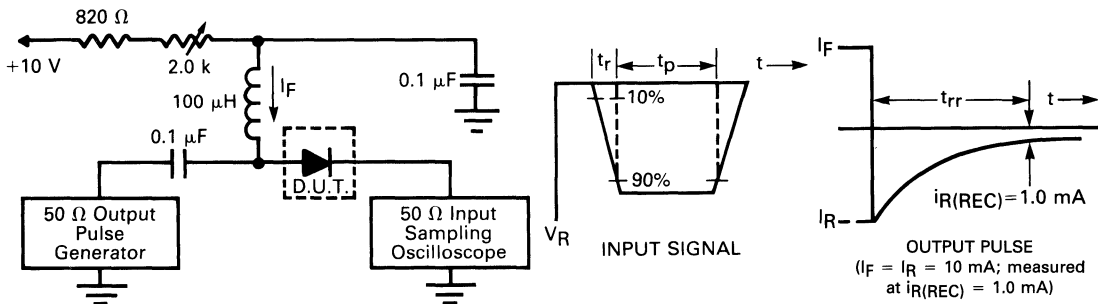 820 Ω
+10 V
2.0 k
100 μH
I_F
0.1 μF
0.1 μF
D.U.T.
50 Ω Output
Pulse
Generator
50 Ω Input
Sampling
Oscilloscope
t_r
t_p
t
10%
90%
V_R
INPUT SIGNAL
I_F
t_rr
t
i_R(REC) = 1.0 mA
I_R
OUTPUT PULSE
(I_F = I_R = 10 mA; measured
at i_R(REC) = 1.0 mA)